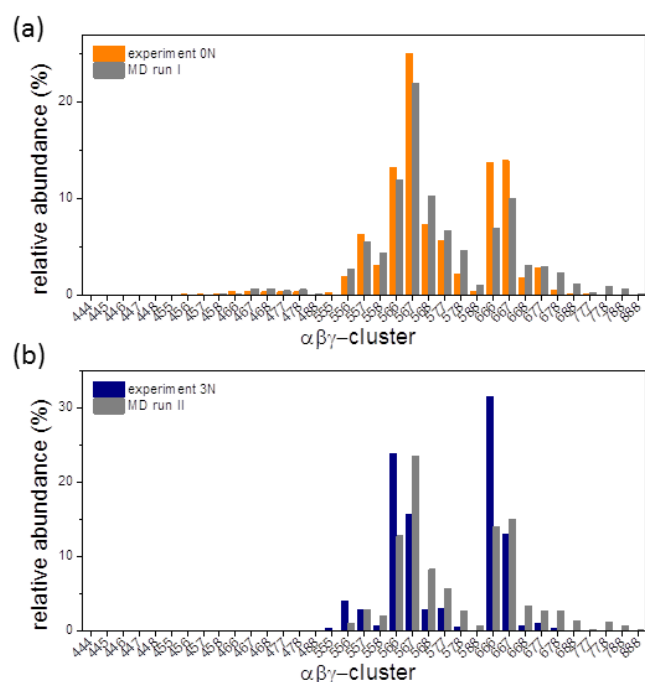 (a)
experiment 0N
MD run I
relative abundance (%)
20
10
0
444 445 446 447 448 455 456 457 458 466 467 468 477 478 488 555 556 557 558 566 567 568 577 578 588 666 667 668 677 678 688 777 778 788 888
αβγ–cluster
(b)
experiment 3N
MD run II
relative abundance (%)
30
20
10
0
444 445 446 447 448 455 456 457 458 466 467 468 477 478 488 555 556 557 558 566 567 568 577 578 588 666 667 668 677 678 688 777 778 788 888
αβγ–cluster